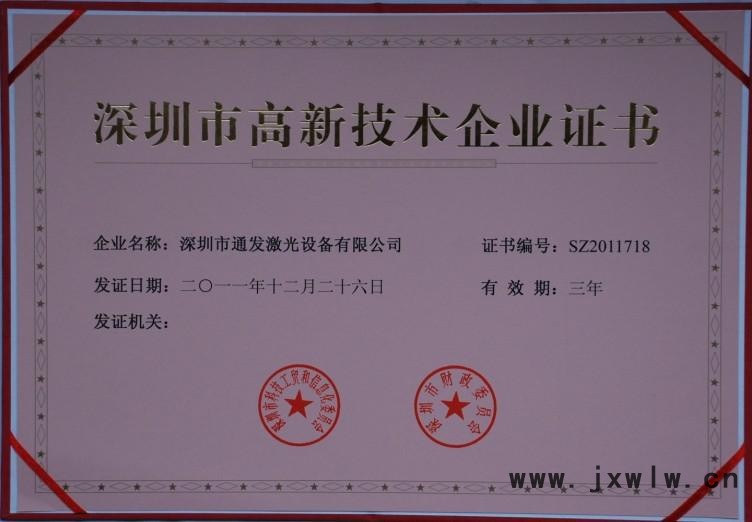 深圳市高新技术企业证书
企业名称：深圳市通发激光设备有限公司 证书编号：SZ2011718
发证日期：二〇一一年十二月二十六日 有 效 期：三年
发证机关：
深圳市科技工贸和信息化委员会
深圳市财政委员会
www.jxwlw.cn